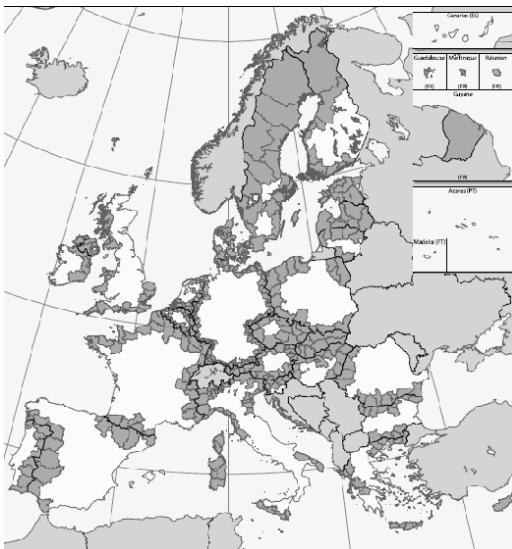 Canarias (ES)
Guadeloupe
Martinique
Réunion
(FR)
(FR)
(FR)
Guyane
(FR)
Açores (PT)
Madeira (PT)